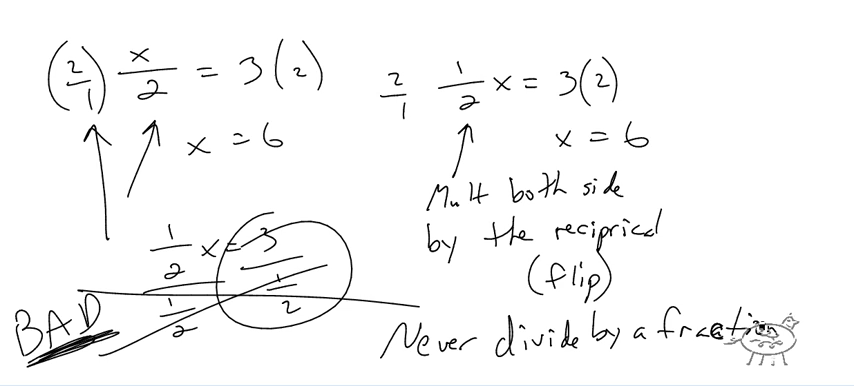 (2/1) x/2 = 3(2)
x = 6
2/1 1/2 x = 3(2)
x = 6
Mult both side
by the reciprical
(flip)
1/2 x = 3
1/2 1/2
BAD
Never divide by a fraction